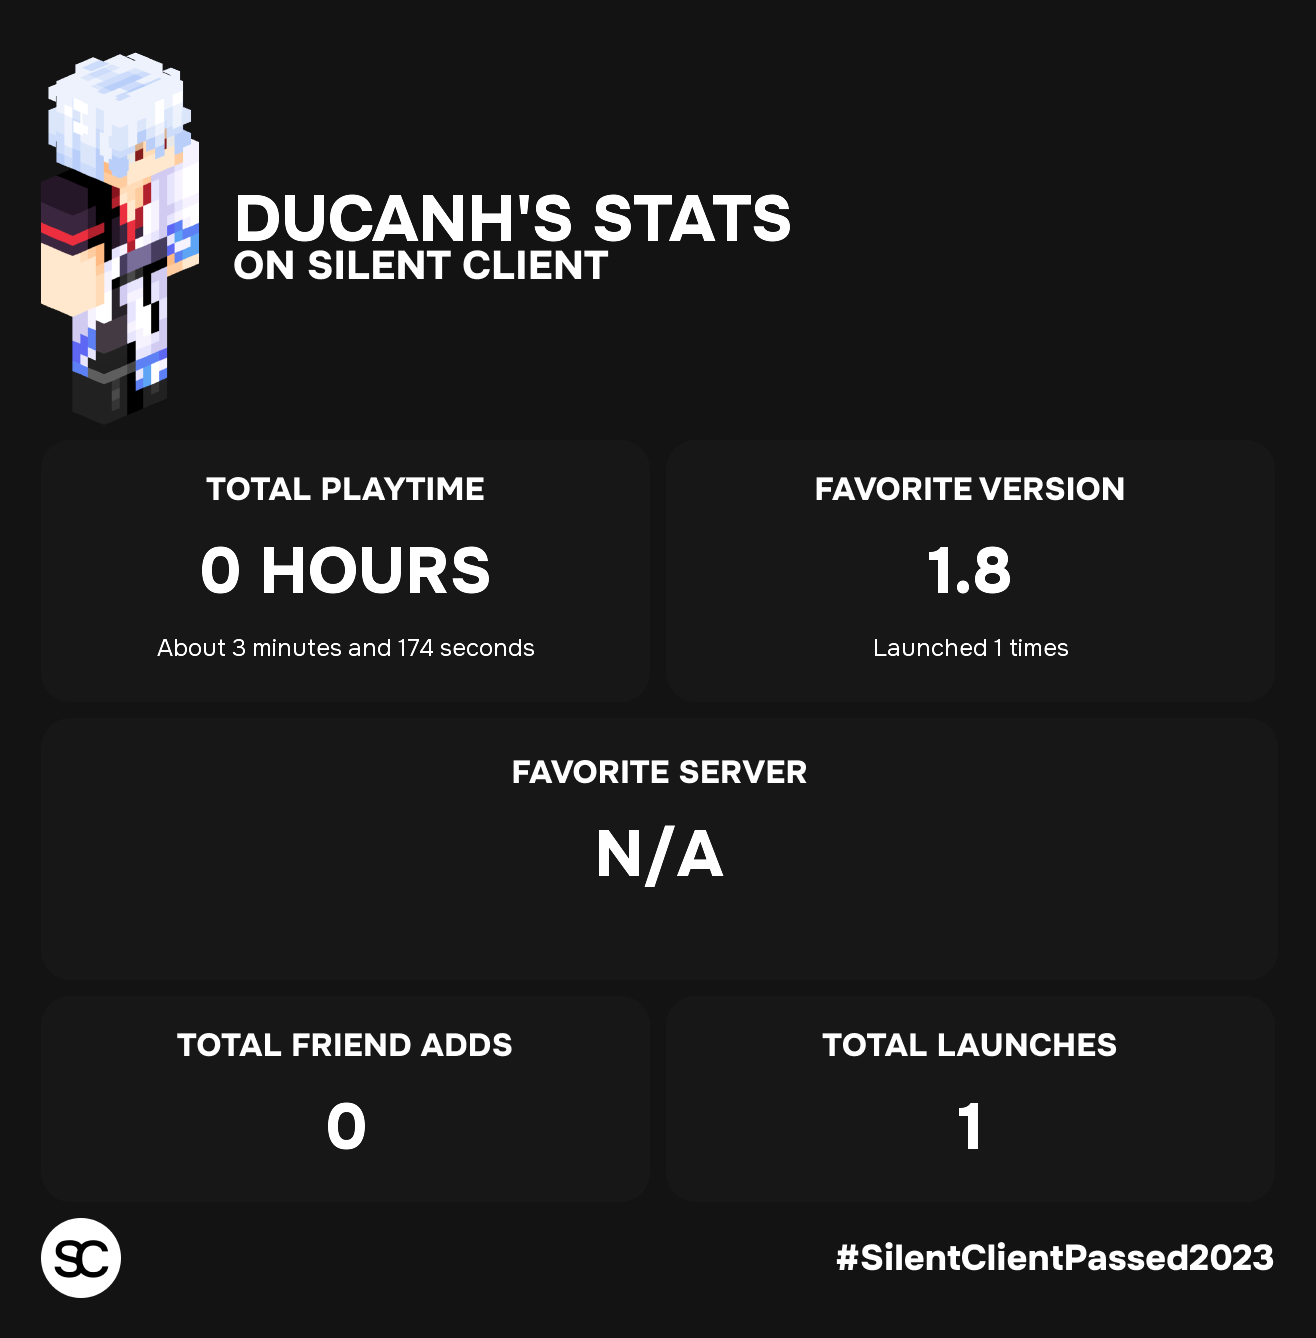 DUCANH'S STATS
ON SILENT CLIENT
TOTAL PLAYTIME
0 HOURS
About 3 minutes and 174 seconds
FAVORITE VERSION
1.8
Launched 1 times
FAVORITE SERVER
N/A
TOTAL FRIEND ADDS
0
TOTAL LAUNCHES
1
SC
#SilentClientPassed2023